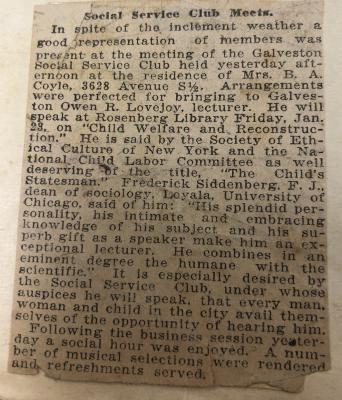 Social Service Club Meets.
In spite of the inclement weather a
good representation of members was
present at the meeting of the Galveston
Social Service Club held yesterday aft-
ernoon at the residence of Mrs. B. A.
Coyle, 3628 Avenue S½. Arrangements
were perfected for bringing to Galves-
ton Owen R. Lovejoy, lecturer. He will
speak at Rosenberg Library Friday, Jan.
23, on "Child Welfare and Reconstruc-
tion." He is said by the Society of Eth-
ical Culture of New York and the Na-
tional Child Labor Committee as well
deserving of the title, "The Child's
Statesman." Frederick Siddenberg, F. J.,
dean of sociology, Loyala, University of
Chicago, said of him: "His splendid per-
sonality, his intimate and embracing
knowledge of his subject and his su-
perb gift as a speaker make him an ex-
ceptional lecturer. He combines in an
eminent degree the humane with the
scientific." It is especially desired by
the Social Service Club, under whose
auspices he will speak, that every man,
woman and child in the city avail them-
selves of the opportunity of hearing him.
Following the business session yester-
day a social hour was enjoyed. A num-
ber of musical selections were rendered
and refreshments served.